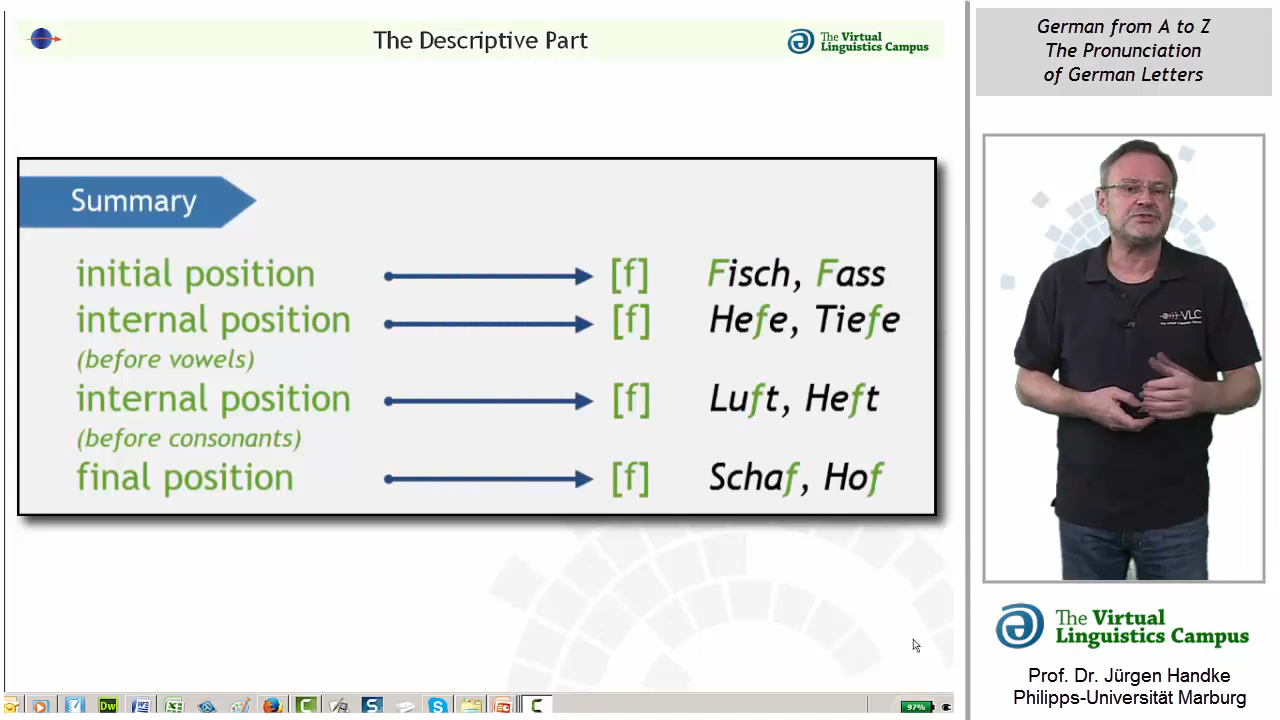 The Descriptive Part
The Virtual
Linguistics Campus
German from A to Z
The Pronunciation
of German Letters
Summary
initial position [f] Fisch, Fass
internal position [f] Hefe, Tiefe
(before vowels)
internal position [f] Luft, Heft
(before consonants)
final position [f] Schaf, Hof
VLC
The Virtual
Linguistics Campus
Prof. Dr. Jürgen Handke
Philipps-Universität Marburg
Dw
S
97%